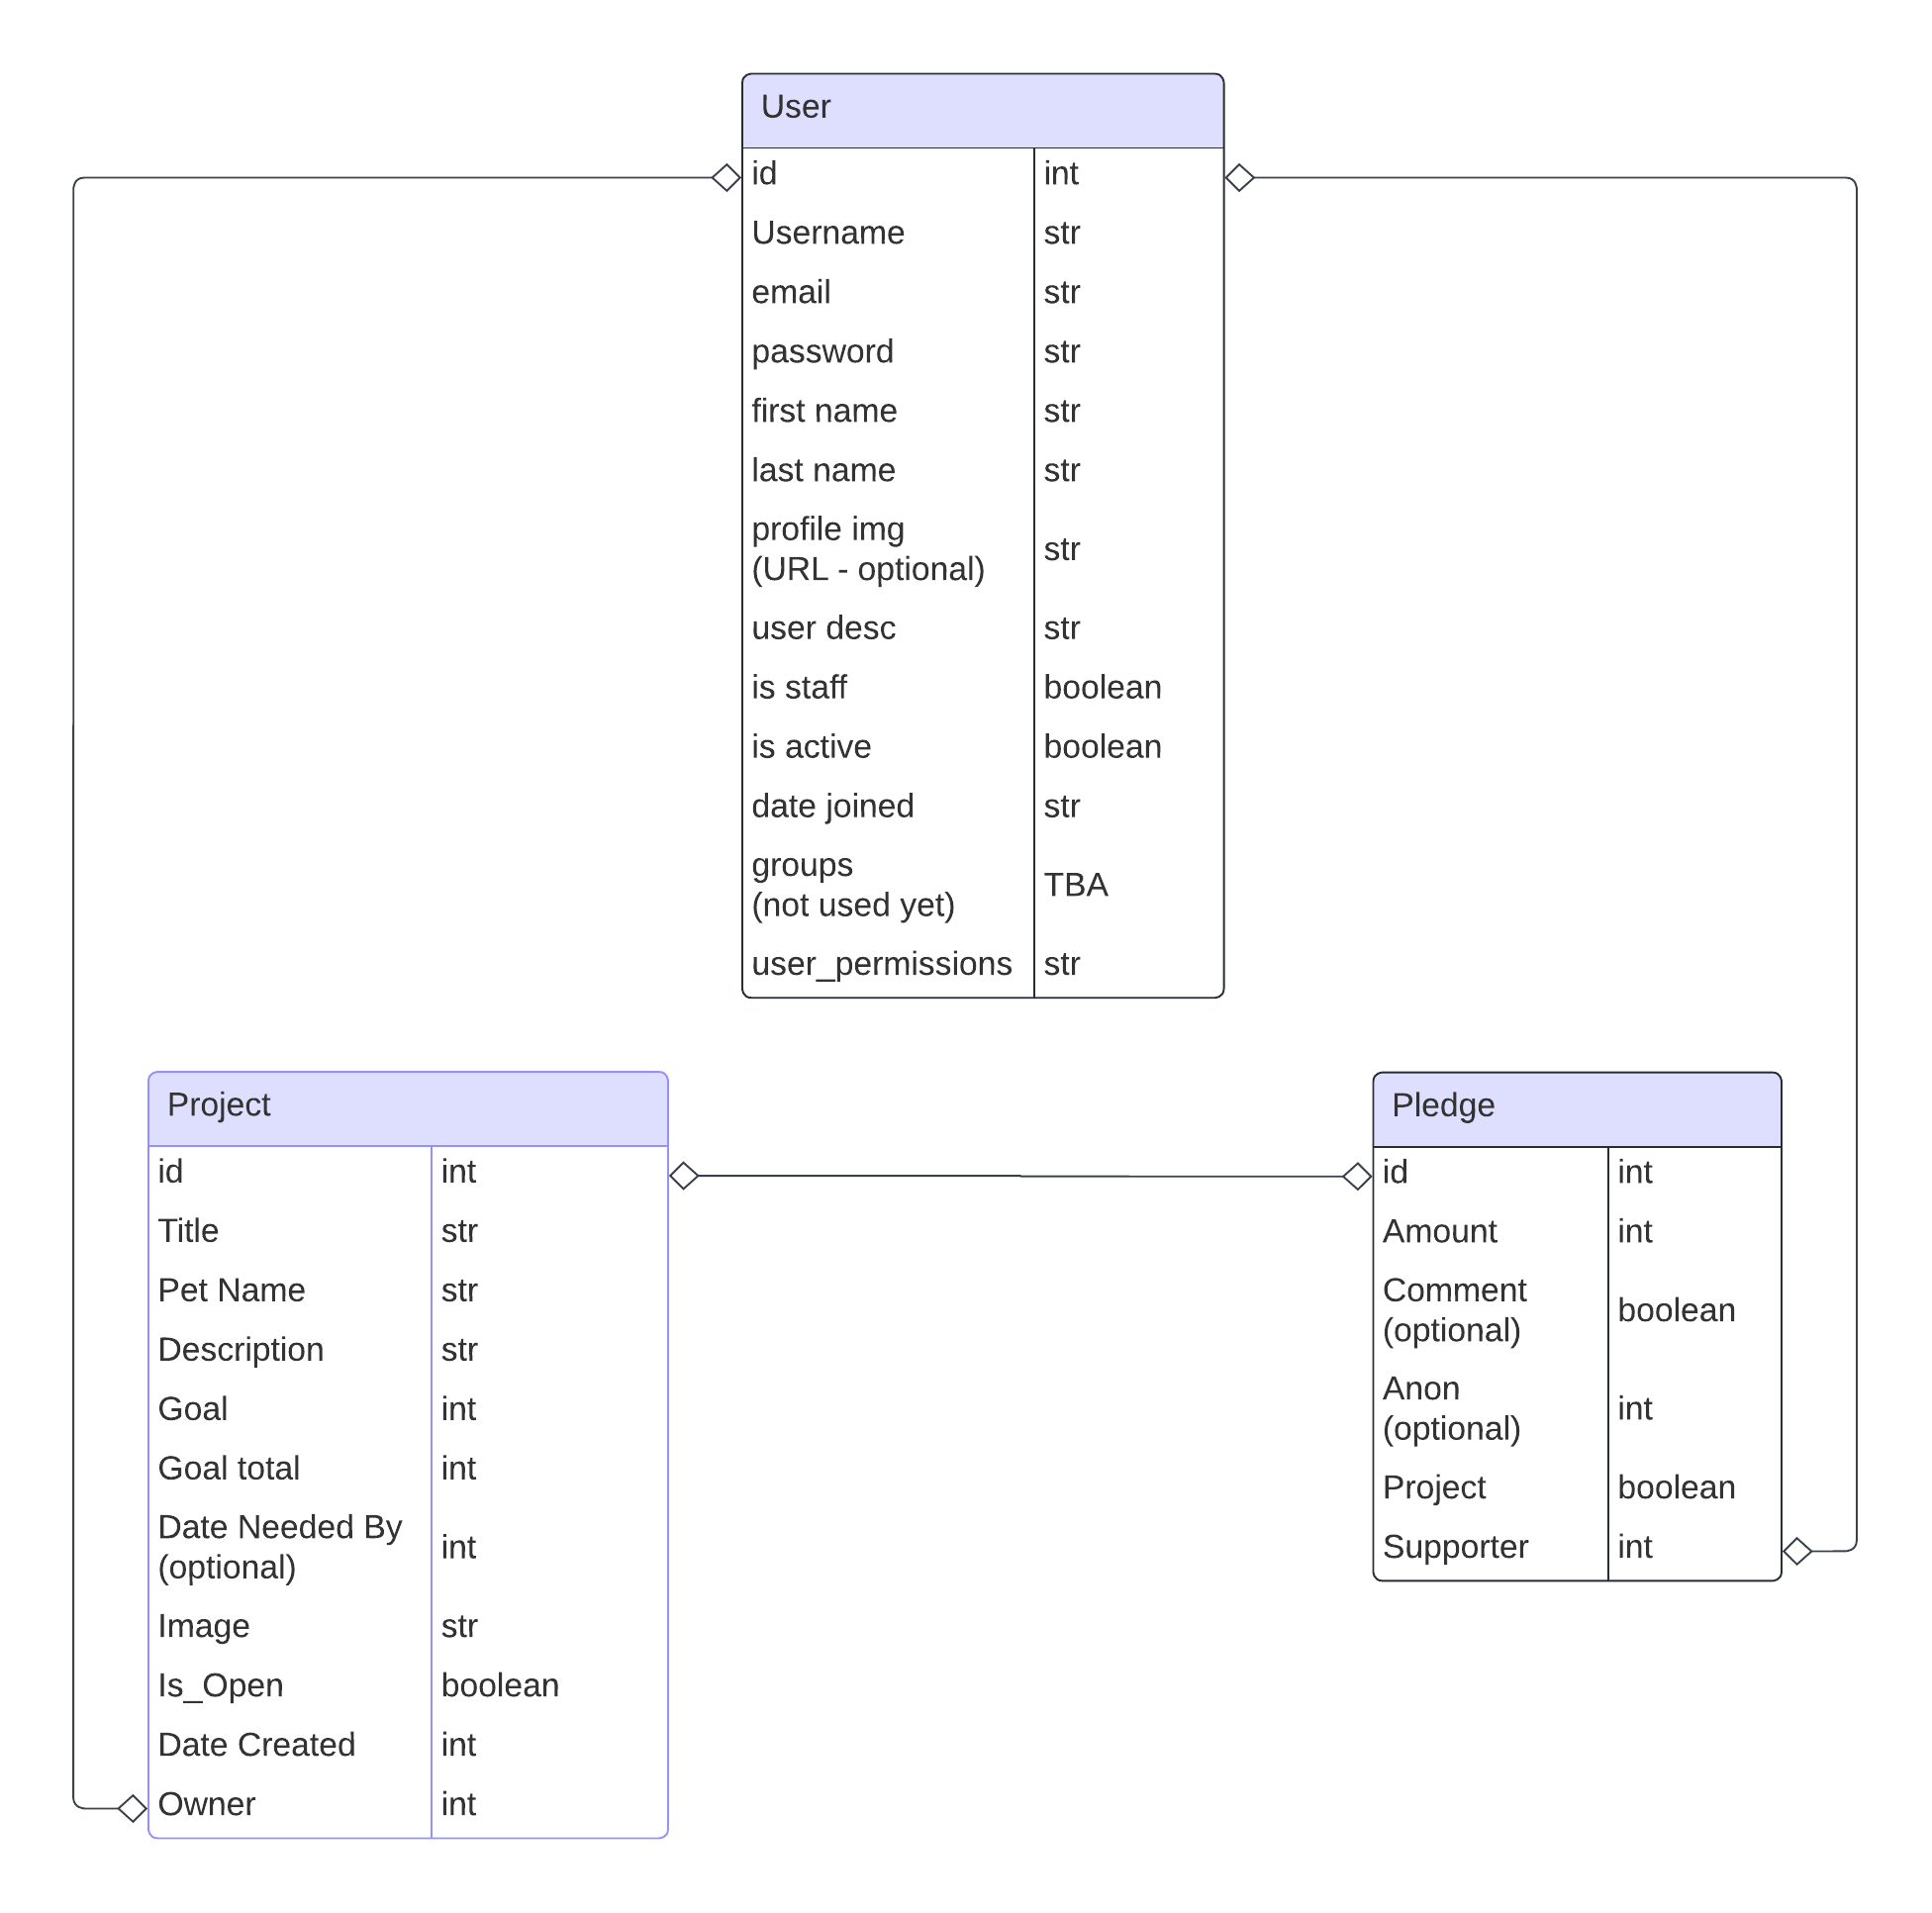 User
id int
Username str
email str
password str
first name str
last name str
profile img
(URL - optional) str
user desc str
is staff boolean
is active boolean
date joined str
groups
(not used yet) TBA
user_permissions str
Project
id int
Title str
Pet Name str
Description str
Goal int
Goal total int
Date Needed By
(optional) int
Image str
Is_Open boolean
Date Created int
Owner int
Pledge
id int
Amount int
Comment
(optional) boolean
Anon
(optional) int
Project boolean
Supporter int